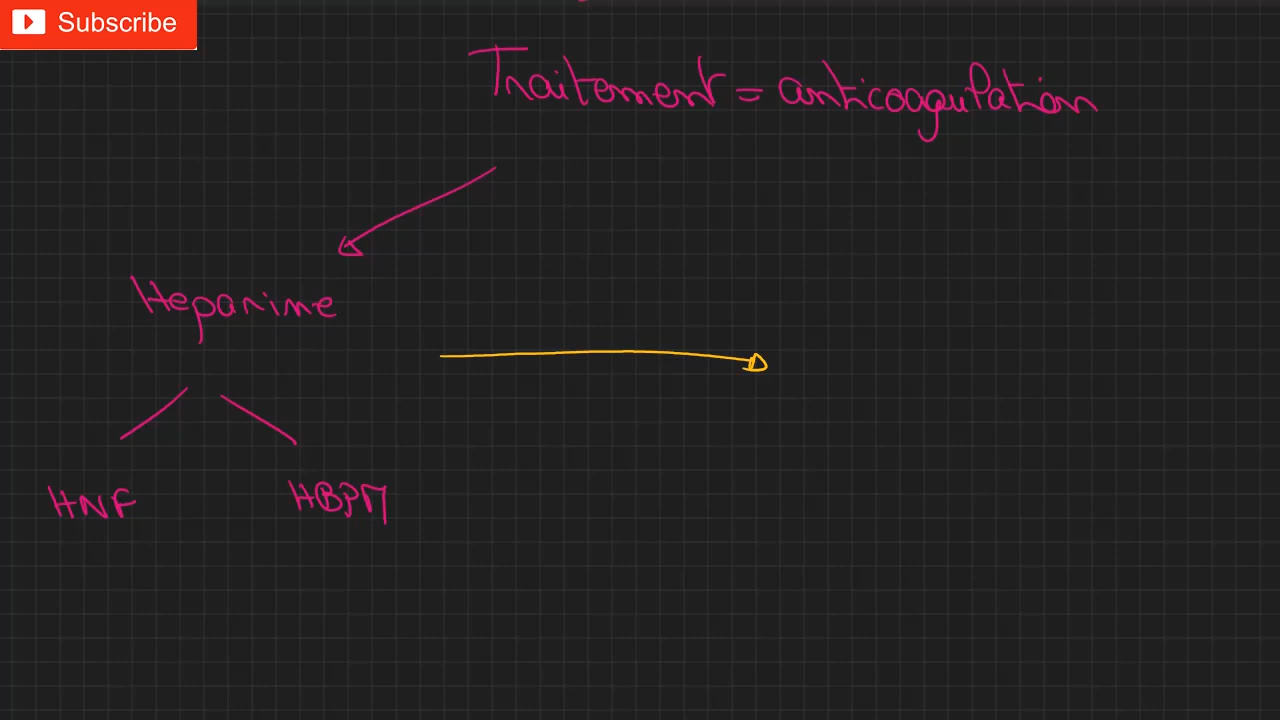 Subscribe
Traitement = anticoagulation
Heparine
HNF
HBPM